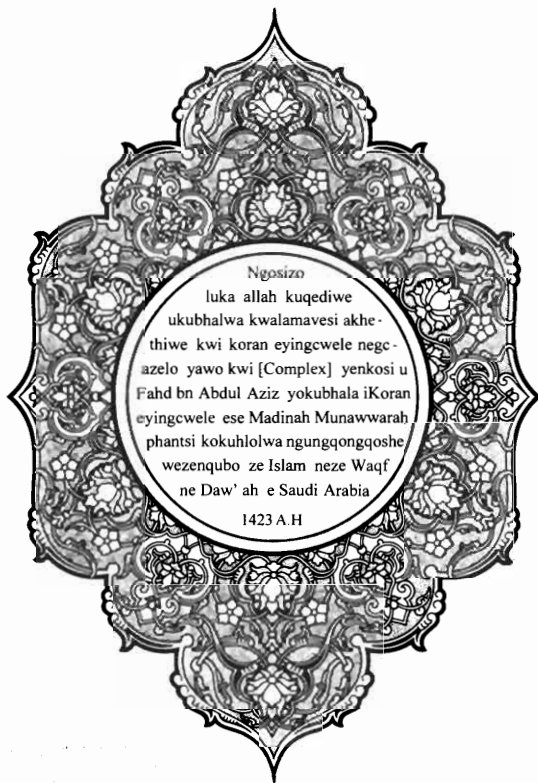 Ngosizo
luka allah kuqediwe
ukubhalwa kwalamavesi akhe-
thiwe kwi koran eyingcwele negc-
azelo yawo kwi [Complex] yenkosi u
Fahd bn Abdul Aziz yokubhala iKoran
eyingcwele ese Madinah Munawwarah
phantsi kokuhlolwa ngungqongqoshe
wezenqubo ze Islam neze Waqf
ne Daw' ah e Saudi Arabia
1423 A.H